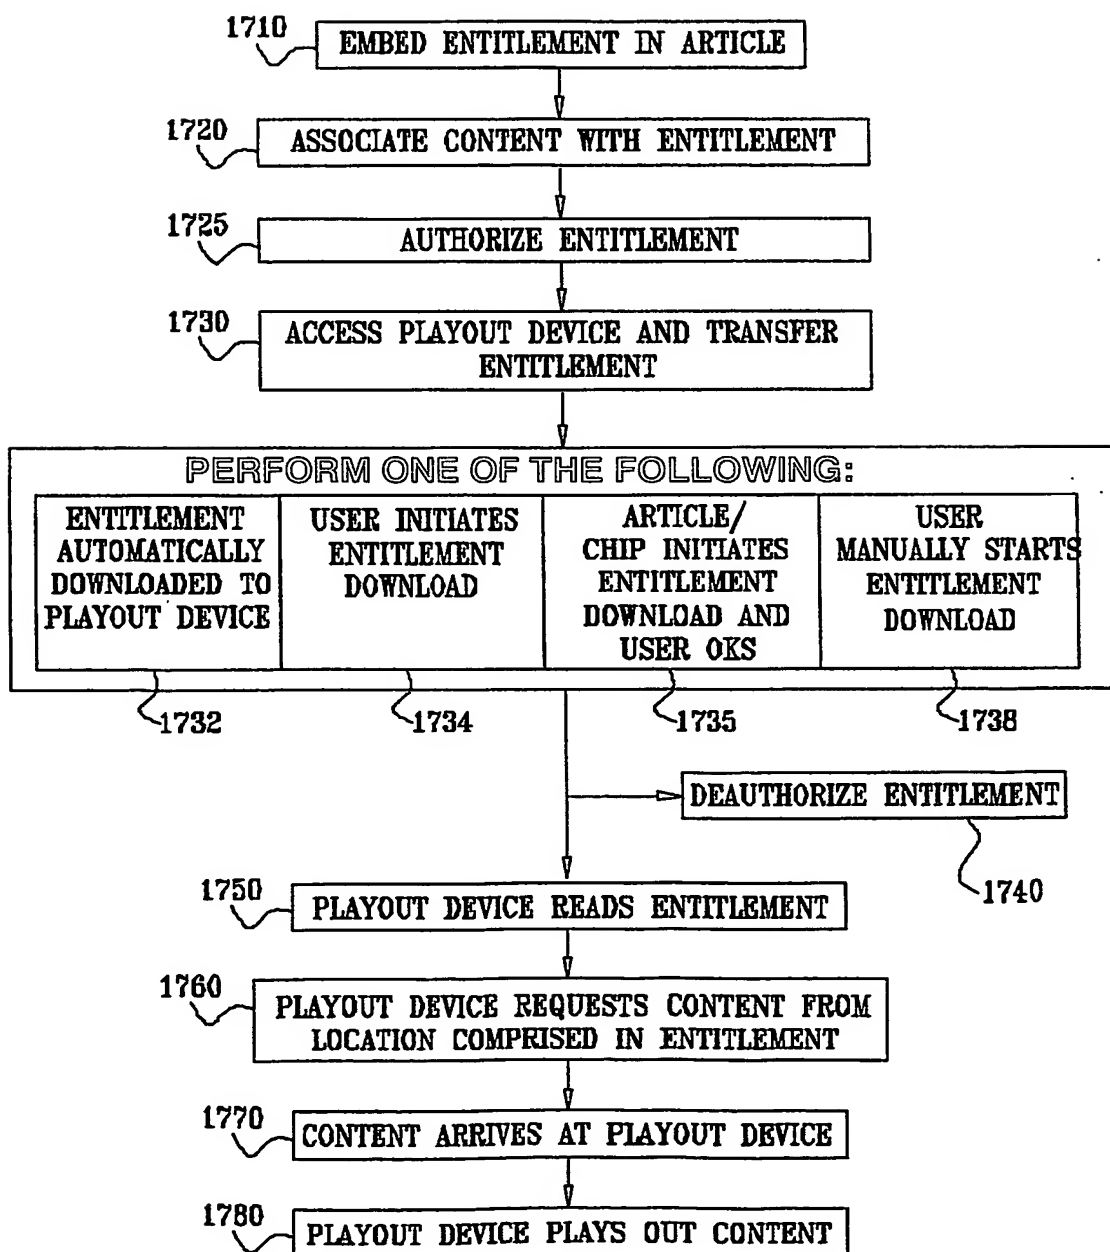 1710
EMBED ENTITLEMENT IN ARTICLE
1720
ASSOCIATE CONTENT WITH ENTITLEMENT
1725
AUTHORIZE ENTITLEMENT
1730
ACCESS PLAYOUT DEVICE AND TRANSFER
ENTITLEMENT
PERFORM ONE OF THE FOLLOWING:
ENTITLEMENT
AUTOMATICALLY
DOWNLOADED TO
PLAYOUT DEVICE
USER INITIATES
ENTITLEMENT
DOWNLOAD
ARTICLE/
CHIP INITIATES
ENTITLEMENT
DOWNLOAD AND
USER OKS
USER
MANUALLY STARTS
ENTITLEMENT
DOWNLOAD
1732
1734
1735
1738
DEAUTHORIZE ENTITLEMENT
1740
1750
PLAYOUT DEVICE READS ENTITLEMENT
1760
PLAYOUT DEVICE REQUESTS CONTENT FROM
LOCATION COMPRISED IN ENTITLEMENT
1770
CONTENT ARRIVES AT PLAYOUT DEVICE
1780
PLAYOUT DEVICE PLAYS OUT CONTENT